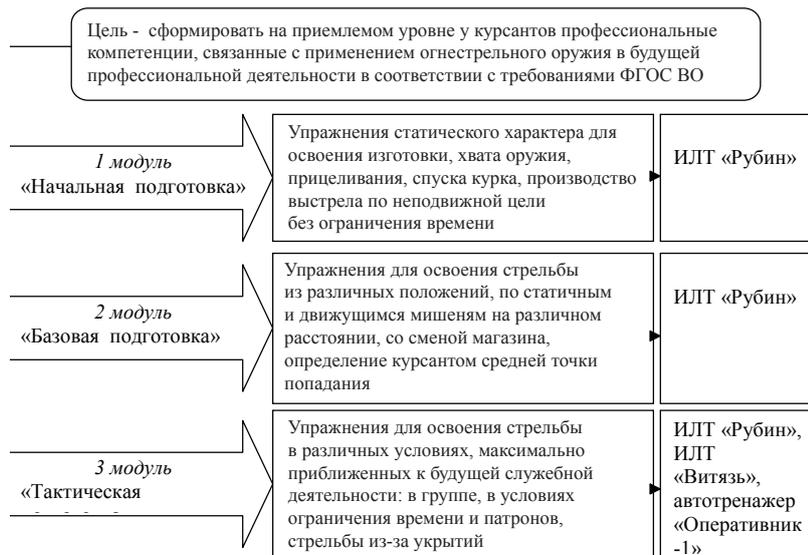 Цель - сформировать на приемлемом уровне у курсантов профессиональные
компетенции, связанные с применением огнестрельного оружия в будущей
профессиональной деятельности в соответствии с требованиями ФГОС ВО
1 модуль
«Начальная подготовка»
Упражнения статического характера для
освоения изготовки, хвата оружия,
прицеливания, спуска курка, производство
выстрела по неподвижной цели
без ограничения времени
ИЛТ «Рубин»
2 модуль
«Базовая подготовка»
Упражнения для освоения стрельбы
из различных положений, по статичным
и движущимся мишеням на различном
расстоянии, со сменой магазина,
определение курсантом средней точки
попадания
ИЛТ «Рубин»
3 модуль
«Тактическая
Упражнения для освоения стрельбы
в различных условиях, максимально
приближенных к будущей служебной
деятельности: в группе, в условиях
ограничения времени и патронов,
стрельбы из-за укрытий
ИЛТ «Рубин»,
ИЛТ
«Витязь»,
автотренажер
«Оперативник
-1»